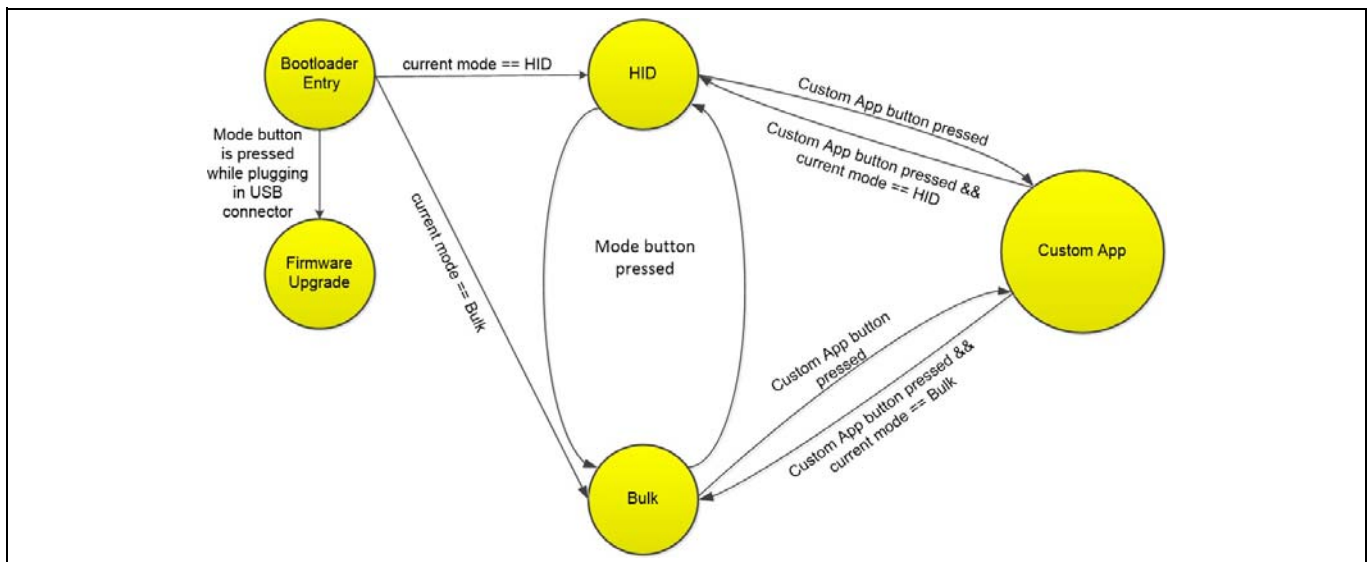 Bootloader
Entry
current mode == HID
HID
Custom App button pressed
Custom App button pressed &&
current mode == HID
Mode button
is pressed
while plugging
in USB
connector
current mode == Bulk
Firmware
Upgrade
Mode button
pressed
Custom App
Custom App button
pressed
Custom App button pressed &&
current mode == Bulk
Bulk